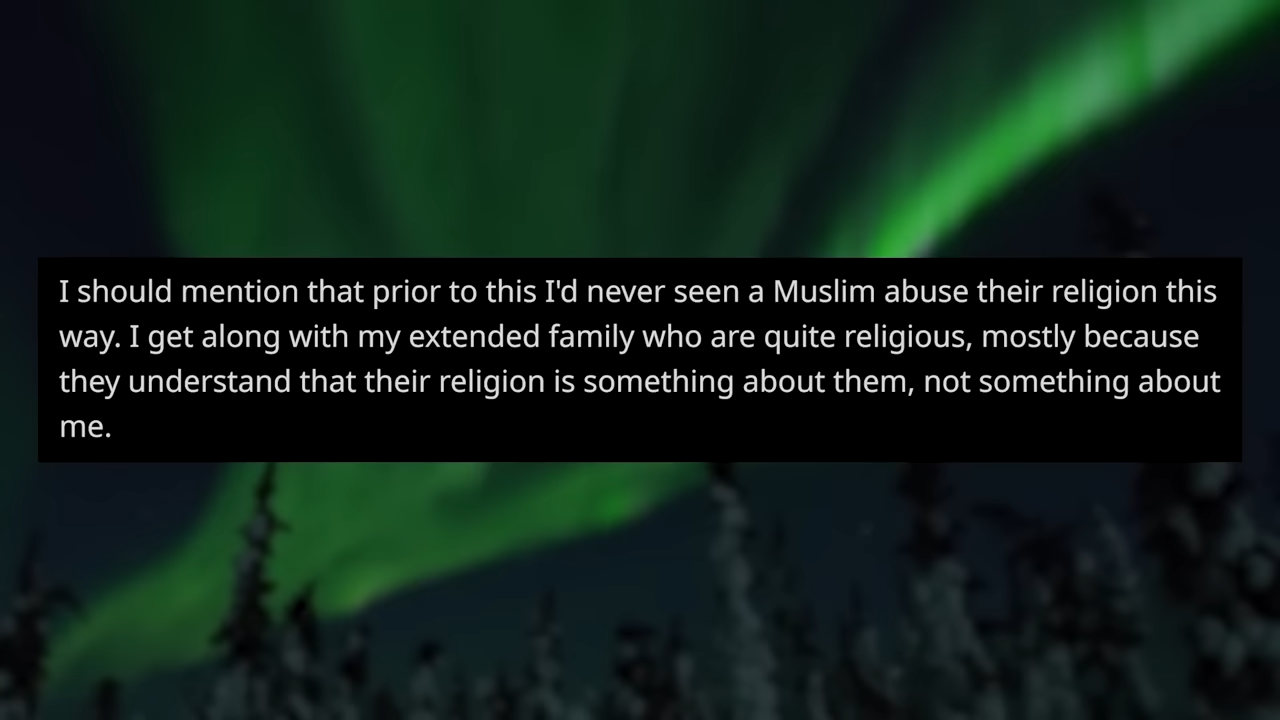 I should mention that prior to this I'd never seen a Muslim abuse their religion this
way. I get along with my extended family who are quite religious, mostly because
they understand that their religion is something about them, not something about
me.